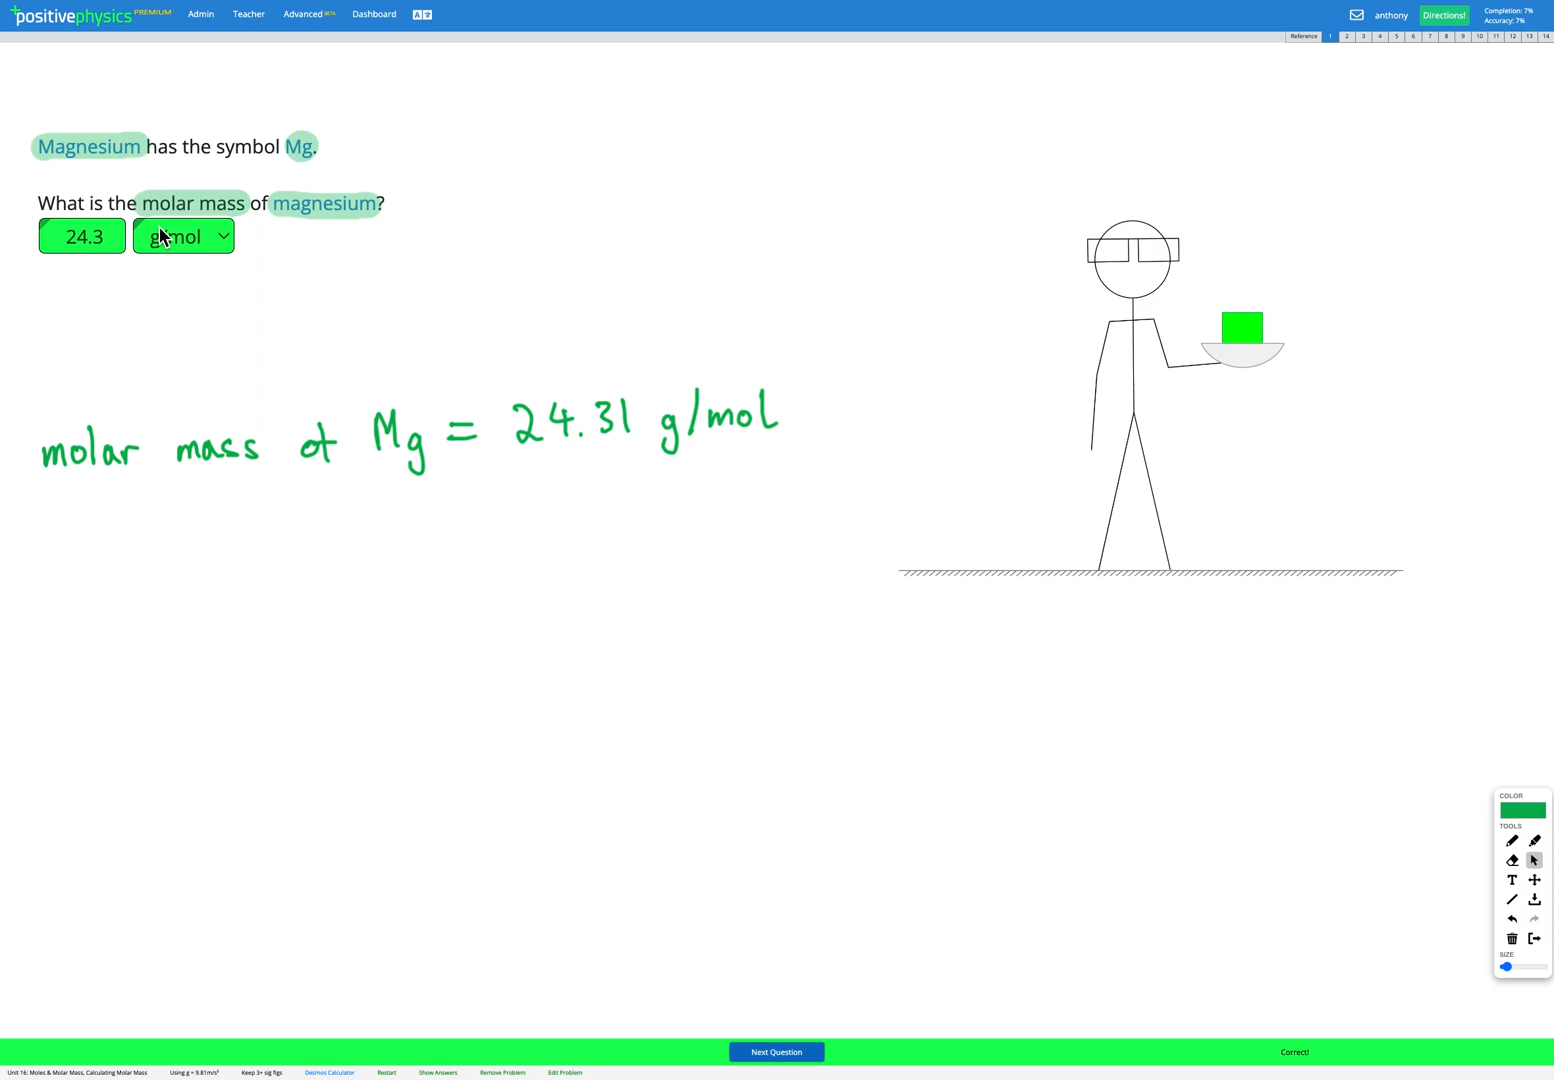 positivephysics PREMIUM Admin Teacher Advanced BETA Dashboard anthony Directions! Completion: 7%
Accuracy: 7%
Reference 1 2 3 4 5 6 7 8 9 10 11 12 13 14
Magnesium has the symbol Mg.
What is the molar mass of magnesium?
24.3 g/mol
molar mass of Mg = 24.31 g/mol
COLOR
TOOLS
SIZE
Next Question Correct!
Unit 16: Moles & Molar Mass, Calculating Molar Mass Using g = 9.81m/s² Keep 3+ sig figs Desmos Calculator Restart Show Answers Remove Problem Edit Problem